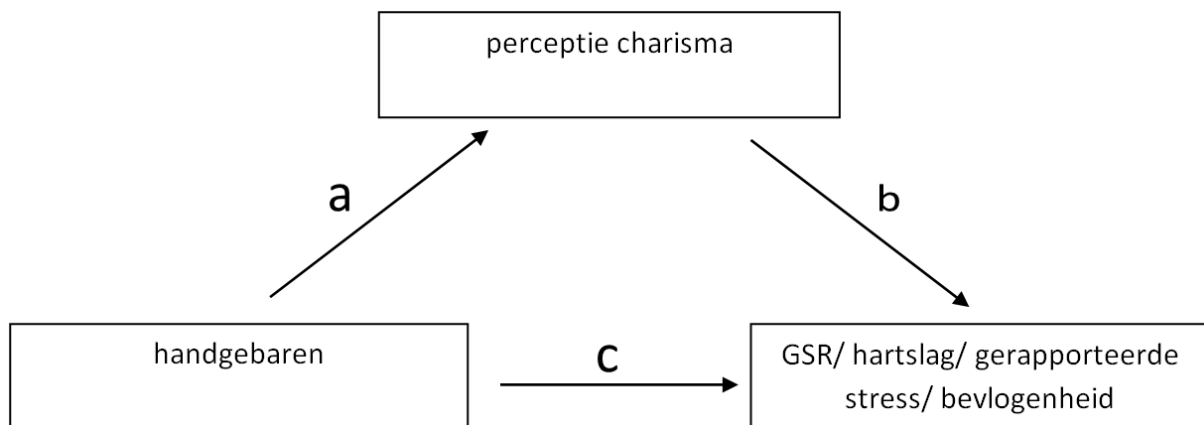 perceptie charisma
a
b
handgebaren
c
GSR/ hartslag/ gerapporteerde
stress/ bevlogenheid